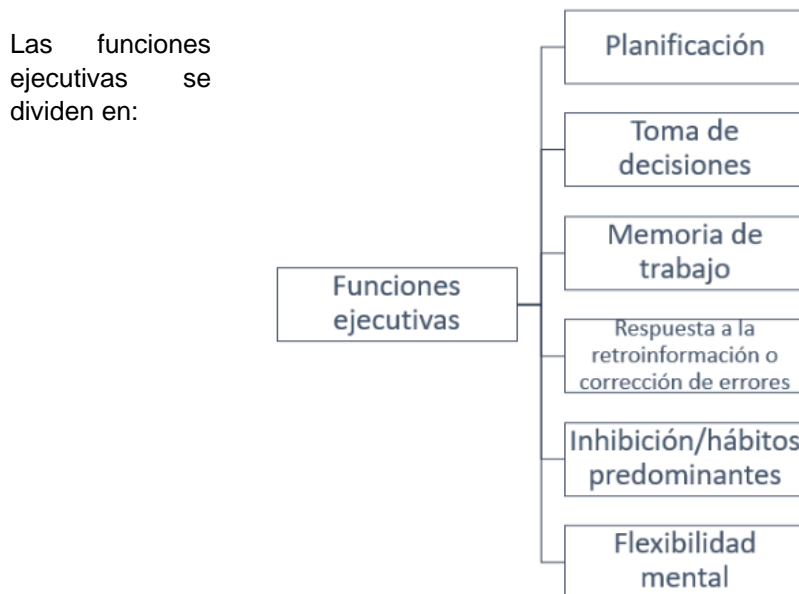 Las funciones
ejecutivas se
dividen en:
Funciones
ejecutivas
Planificación
Toma de
decisiones
Memoria de
trabajo
Respuesta a la
retroinformación o
corrección de errores
Inhibición/hábitos
predominantes
Flexibilidad
mental